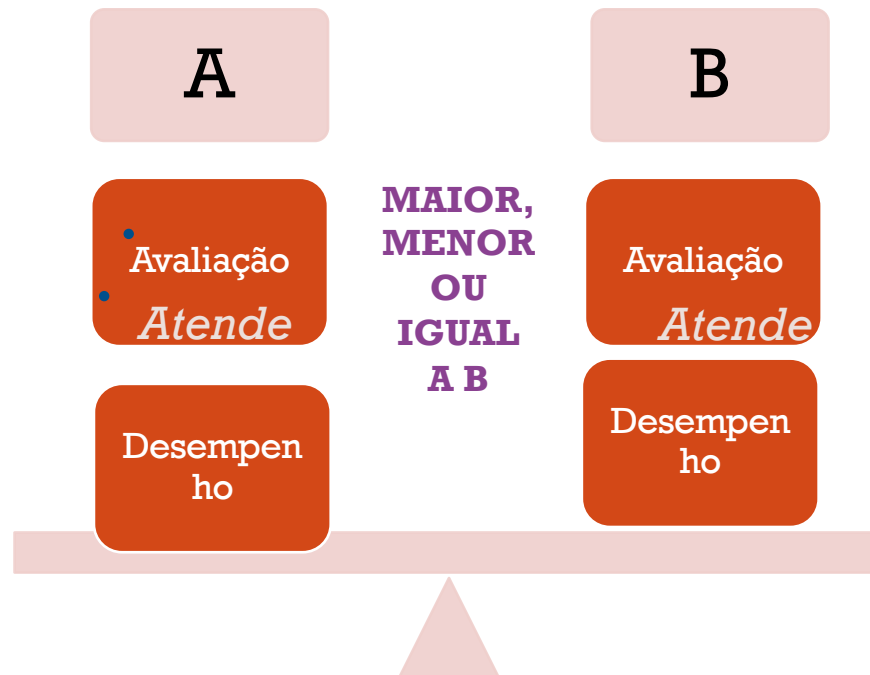 A
B
Avaliação
Atende
Desempen
ho
MAIOR,
MENOR
OU
IGUAL
A B
Avaliação
Atende
Desempen
ho